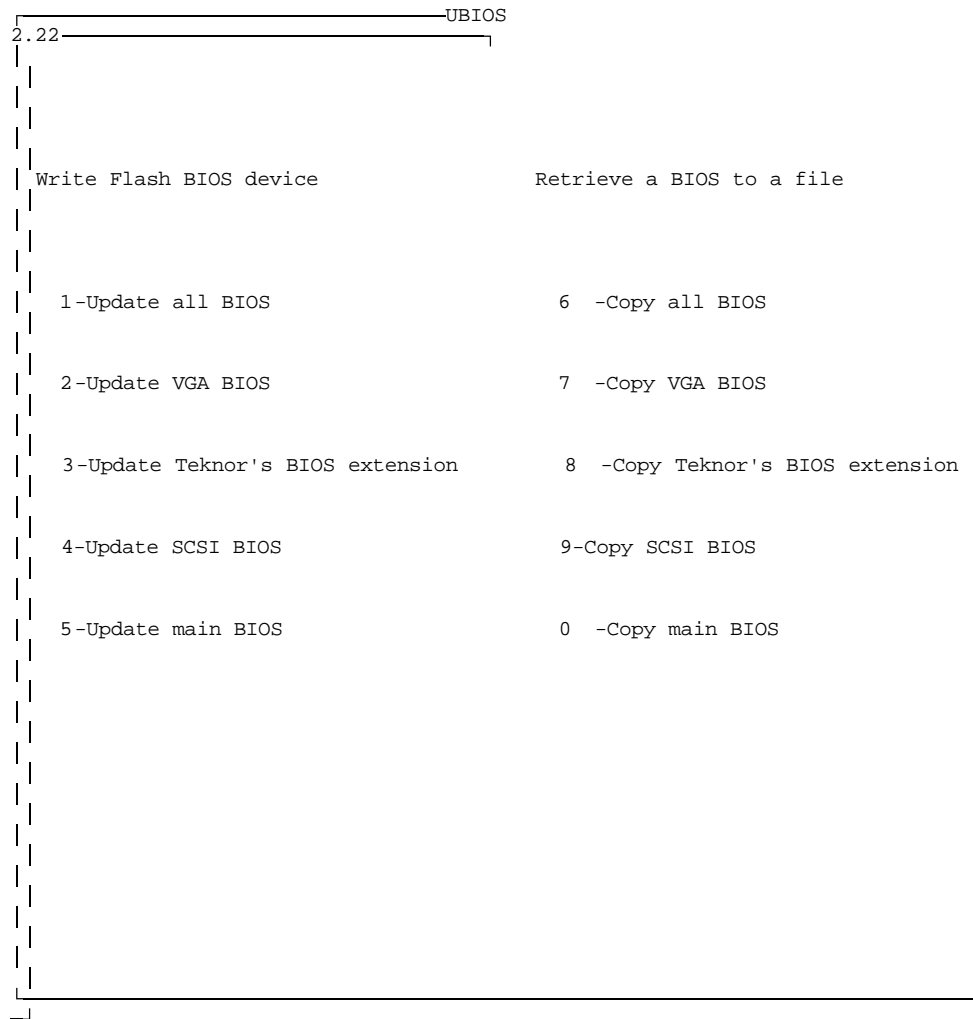 UBIOS
2.22
Write Flash BIOS device Retrieve a BIOS to a file
1-Update all BIOS 6 -Copy all BIOS
2-Update VGA BIOS 7 -Copy VGA BIOS
3-Update Teknor's BIOS extension 8 -Copy Teknor's BIOS extension
4-Update SCSI BIOS 9-Copy SCSI BIOS
5-Update main BIOS 0 -Copy main BIOS